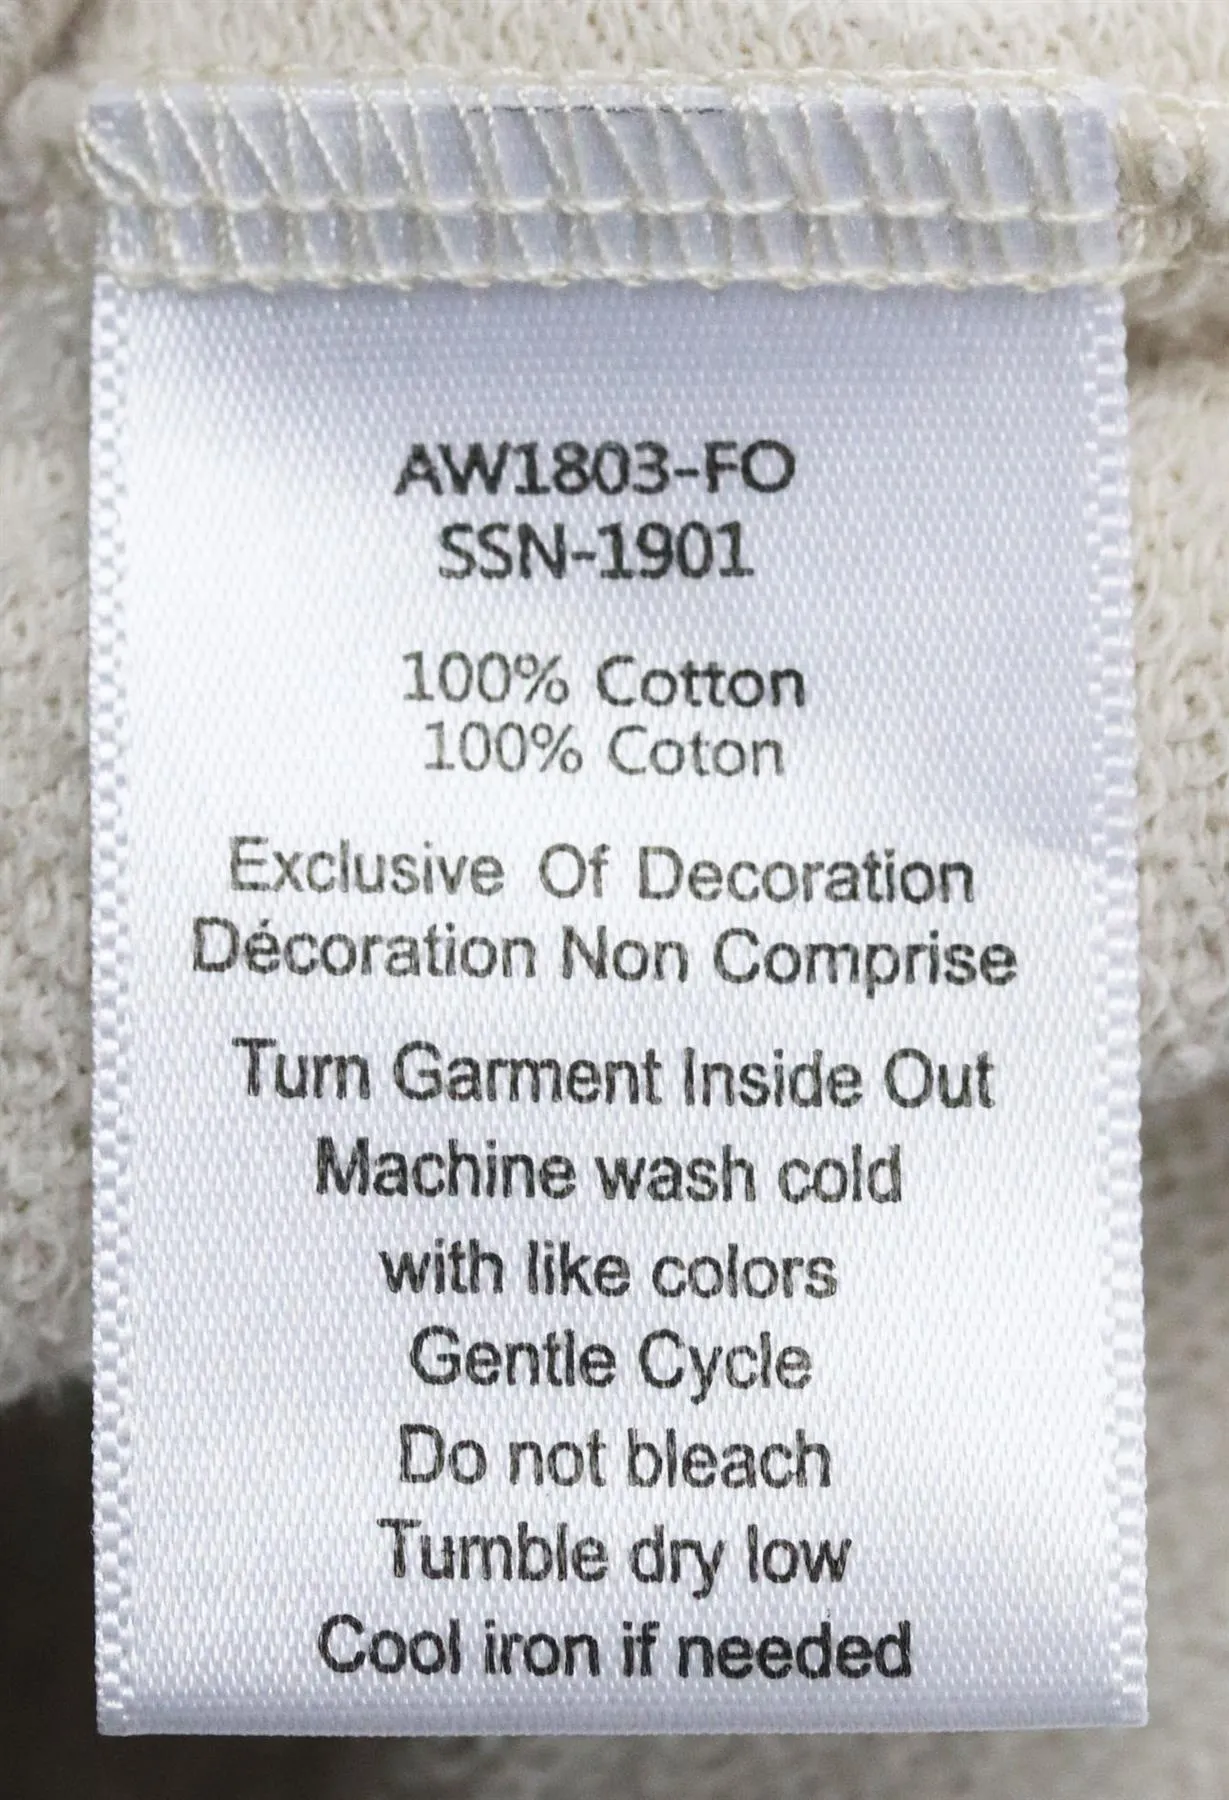 AW1803-FO
SSN-1901
100% Cotton
100% Coton
Exclusive Of Decoration
Décoration Non Comprise
Turn Garment Inside Out
Machine wash cold
with like colors
Gentle Cycle
Do not bleach
Tumble dry low
Cool iron if needed